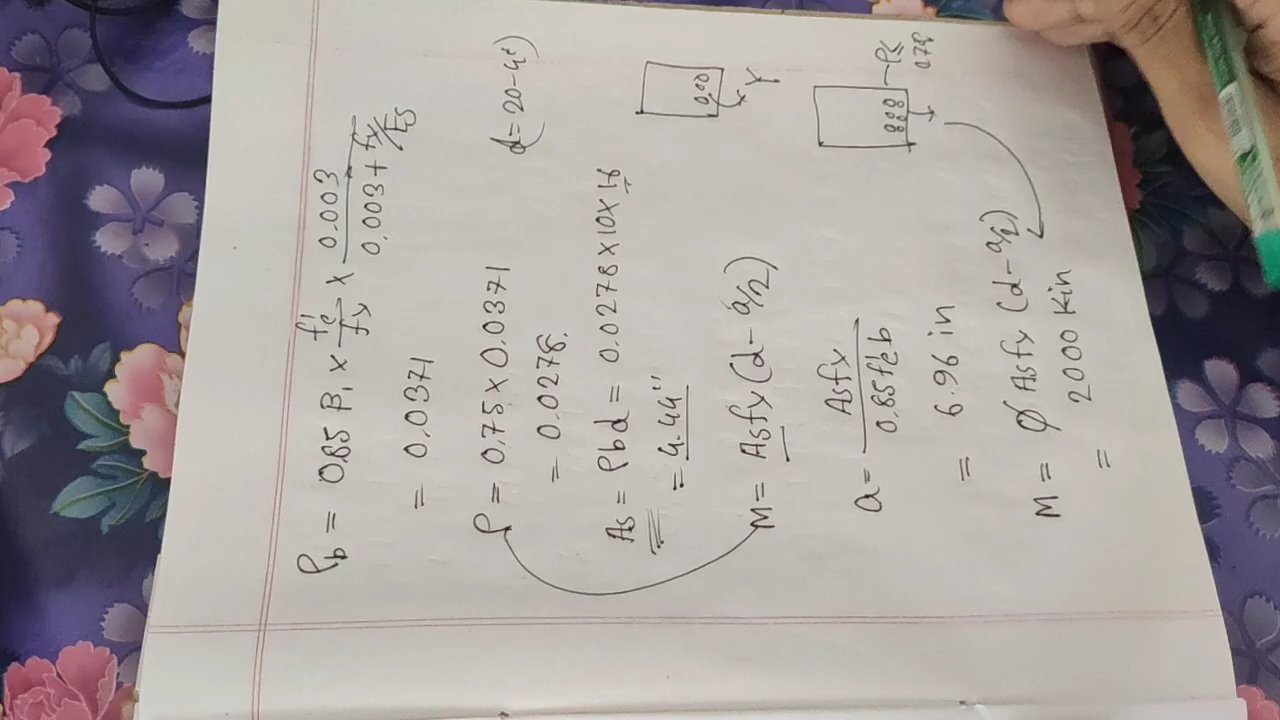 ρb = 0.85 β1 × f'c/fy × 0.003/(0.003 + fy/Es)
= 0.0371
ρ = 0.75 × 0.0371 (d = 20-4")
= 0.0278.
As = ρbd = 0.0278 × 10 × 16
= 4.44"
M = Asfy (d - a/2)
a = Asfy/0.85f'cb
= 6.96 in
M = ϕ Asfy (d - a/2)
= 2000 kin